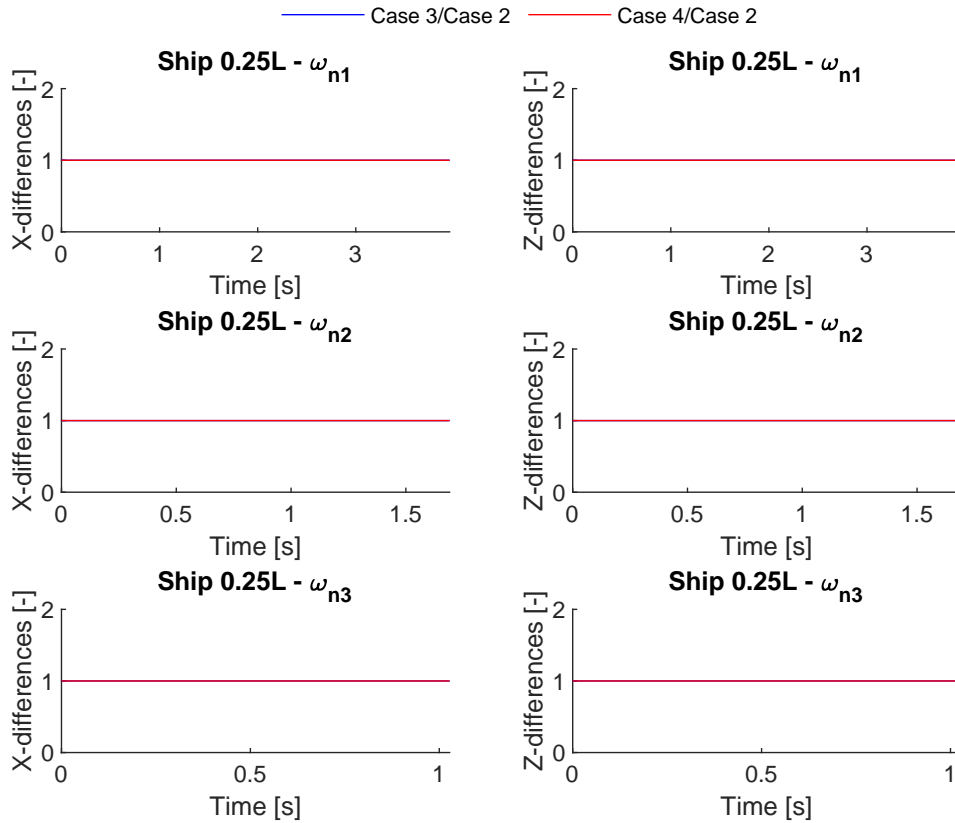 Case 3/Case 2 Case 4/Case 2
Ship 0.25L - ωn1
X-differences [-]
2
1
0
0 1 2 3
Time [s]
Ship 0.25L - ωn1
Z-differences [-]
2
1
0
0 1 2 3
Time [s]
Ship 0.25L - ωn2
X-differences [-]
2
1
0
0 0.5 1 1.5
Time [s]
Ship 0.25L - ωn2
Z-differences [-]
2
1
0
0 0.5 1 1.5
Time [s]
Ship 0.25L - ωn3
X-differences [-]
2
1
0
0 0.5 1
Time [s]
Ship 0.25L - ωn3
Z-differences [-]
2
1
0
0 0.5 1
Time [s]